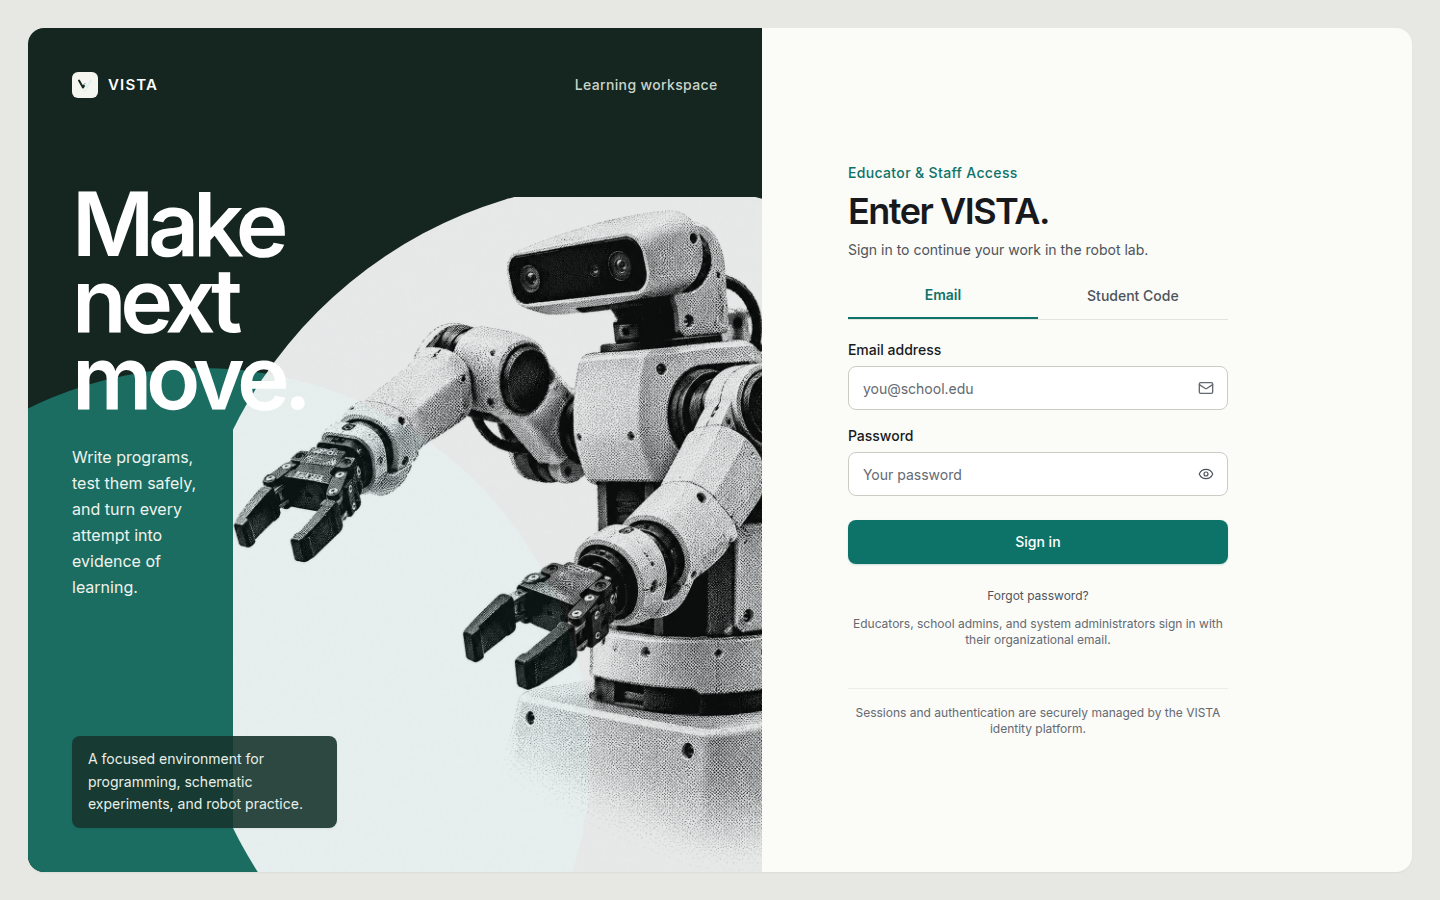 VISTA
Learning workspace
Make
next
move.
Write programs,
test them safely,
and turn every
attempt into
evidence of
learning.
A focused environment for
programming, schematic
experiments, and robot practice.
Educator & Staff Access
Enter VISTA.
Sign in to continue your work in the robot lab.
Email
Student Code
Email address
you@school.edu
Password
Your password
Sign in
Forgot password?
Educators, school admins, and system administrators sign in with
their organizational email.
Sessions and authentication are securely managed by the VISTA
identity platform.